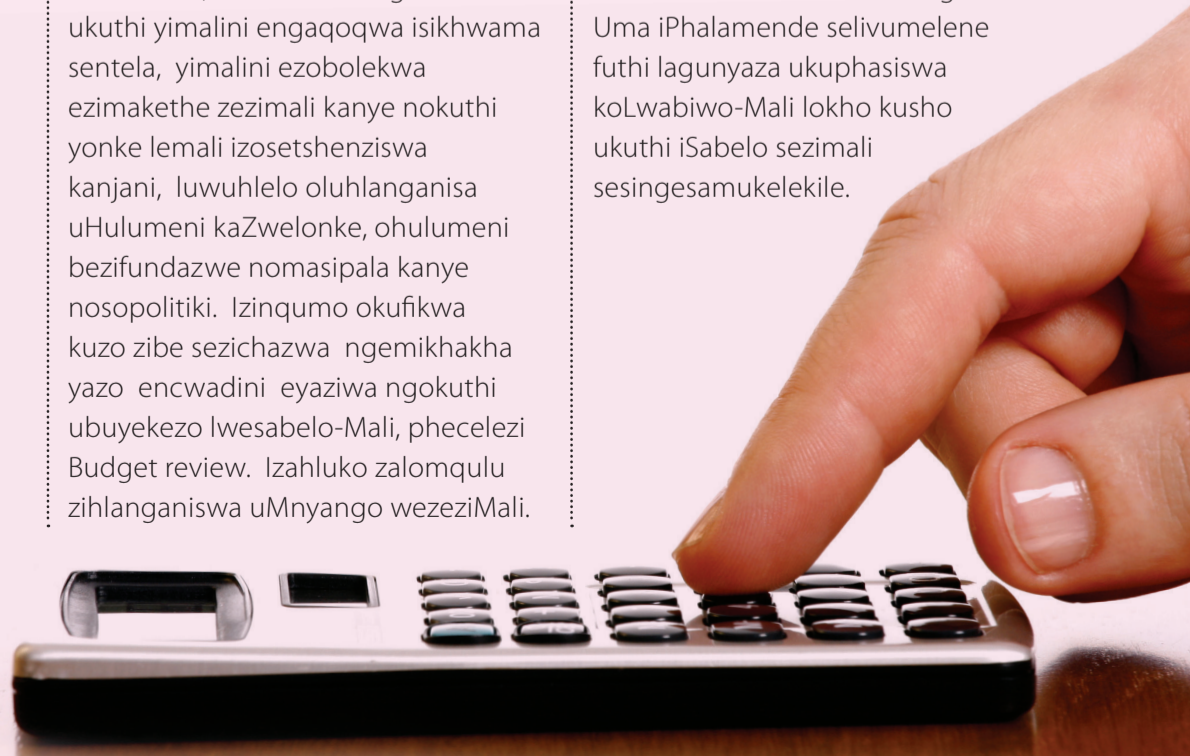 ukuthi yimalini engaqoqwa isikhwama
sentela, yimalini ezobolekwa
ezimakethe zezimali kanye nokuthi
yonke lemali izosetshenziswa
kanjani, luwuhlelo oluhlanganisa
uHulumeni kaZwelonke, ohulumeni
bezifundazwe nomasipala kanye
nosopolitiki. Izinqumo okufikwa
kuzo zibe sezichazwa ngemikhakha
yazo encwadini eyaziwa ngokuthi
ubuyekezo lwesabelo-Mali, phecelezi
Budget review. Izahluko zalomqulu
zihlanganiswa uMnyango wezeziMali.
Uma iPhalamende selivumelene
futhi lagunyaza ukuphasiswa
koLwabiwo-Mali lokho kusho
ukuthi iSabelo sezimali
sesingesamukelekile.